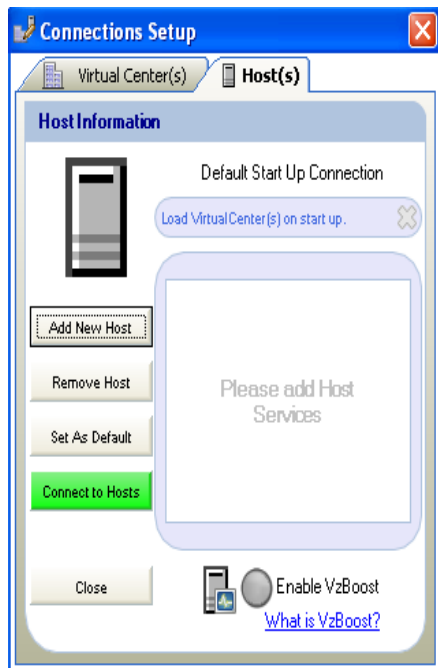 Connections Setup
Virtual Center(s)
Host(s)
Host Information
Default Start Up Connection
Load VirtualCenter(s) on start up.
Add New Host
Remove Host
Set As Default
Connect to Hosts
Please add Host
Services
Close
Enable VzBoost
What is VzBoost?